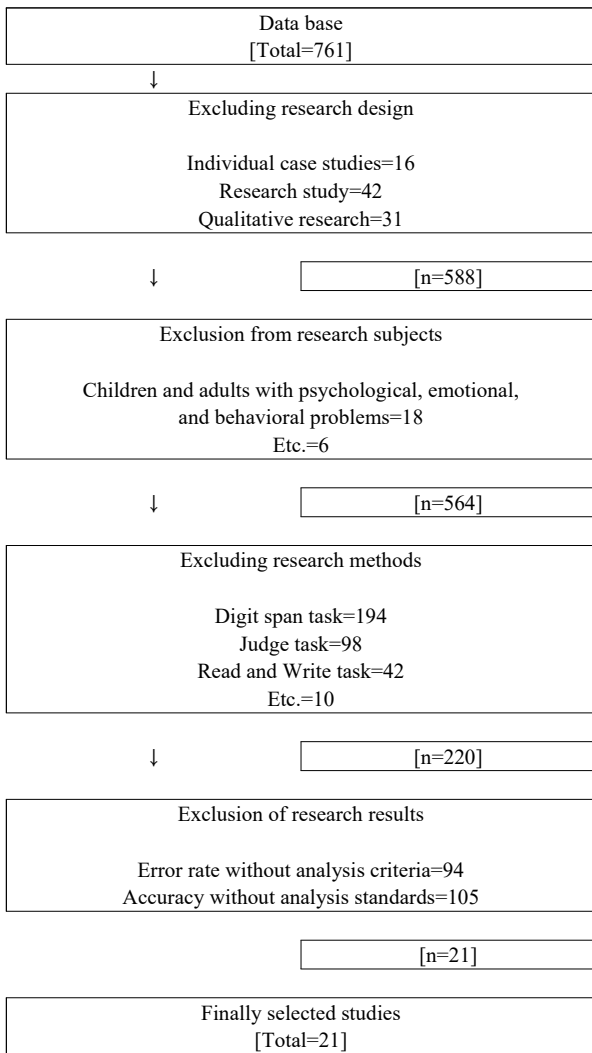 Data base
[Total=761]
↓
Excluding research design
Individual case studies=16
Research study=42
Qualitative research=31
↓
[n=588]
Exclusion from research subjects
Children and adults with psychological, emotional,
and behavioral problems=18
Etc.=6
↓
[n=564]
Excluding research methods
Digit span task=194
Judge task=98
Read and Write task=42
Etc.=10
↓
[n=220]
Exclusion of research results
Error rate without analysis criteria=94
Accuracy without analysis standards=105
[n=21]
Finally selected studies
[Total=21]